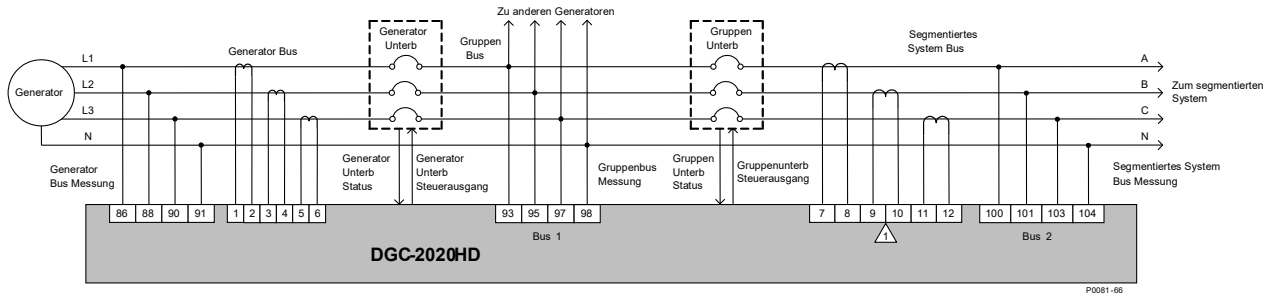 Zu anderen Generatoren
Generator
Unterb
Gruppen
Bus
Gruppen
Unterb
Segmentiertes
System Bus
Generator Bus
L1
L2
L3
N
Generator
A
B
C
N
Zum segmentierten
System
Generator
Bus Messung
Generator
Unterb
Status
Generator
Unterb
Steuerausgang
Gruppenbus
Messung
Gruppen
Unterb
Status
Gruppenunterb
Steuerausgang
Segmentiertes System
Bus Messung
86 88 90 91 1 2 3 4 5 6 93 95 97 98 7 8 9 10 11 12 100 101 103 104
Bus 1
1
Bus 2
DGC-2020HD
P0081-66